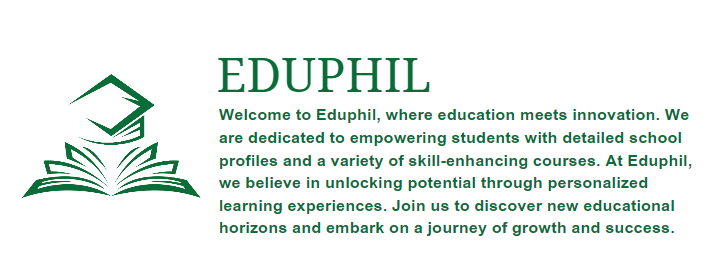 EDUPHIL
Welcome to Eduphil, where education meets innovation. We
are dedicated to empowering students with detailed school
profiles and a variety of skill-enhancing courses. At Eduphil,
we believe in unlocking potential through personalized
learning experiences. Join us to discover new educational
horizons and embark on a journey of growth and success.